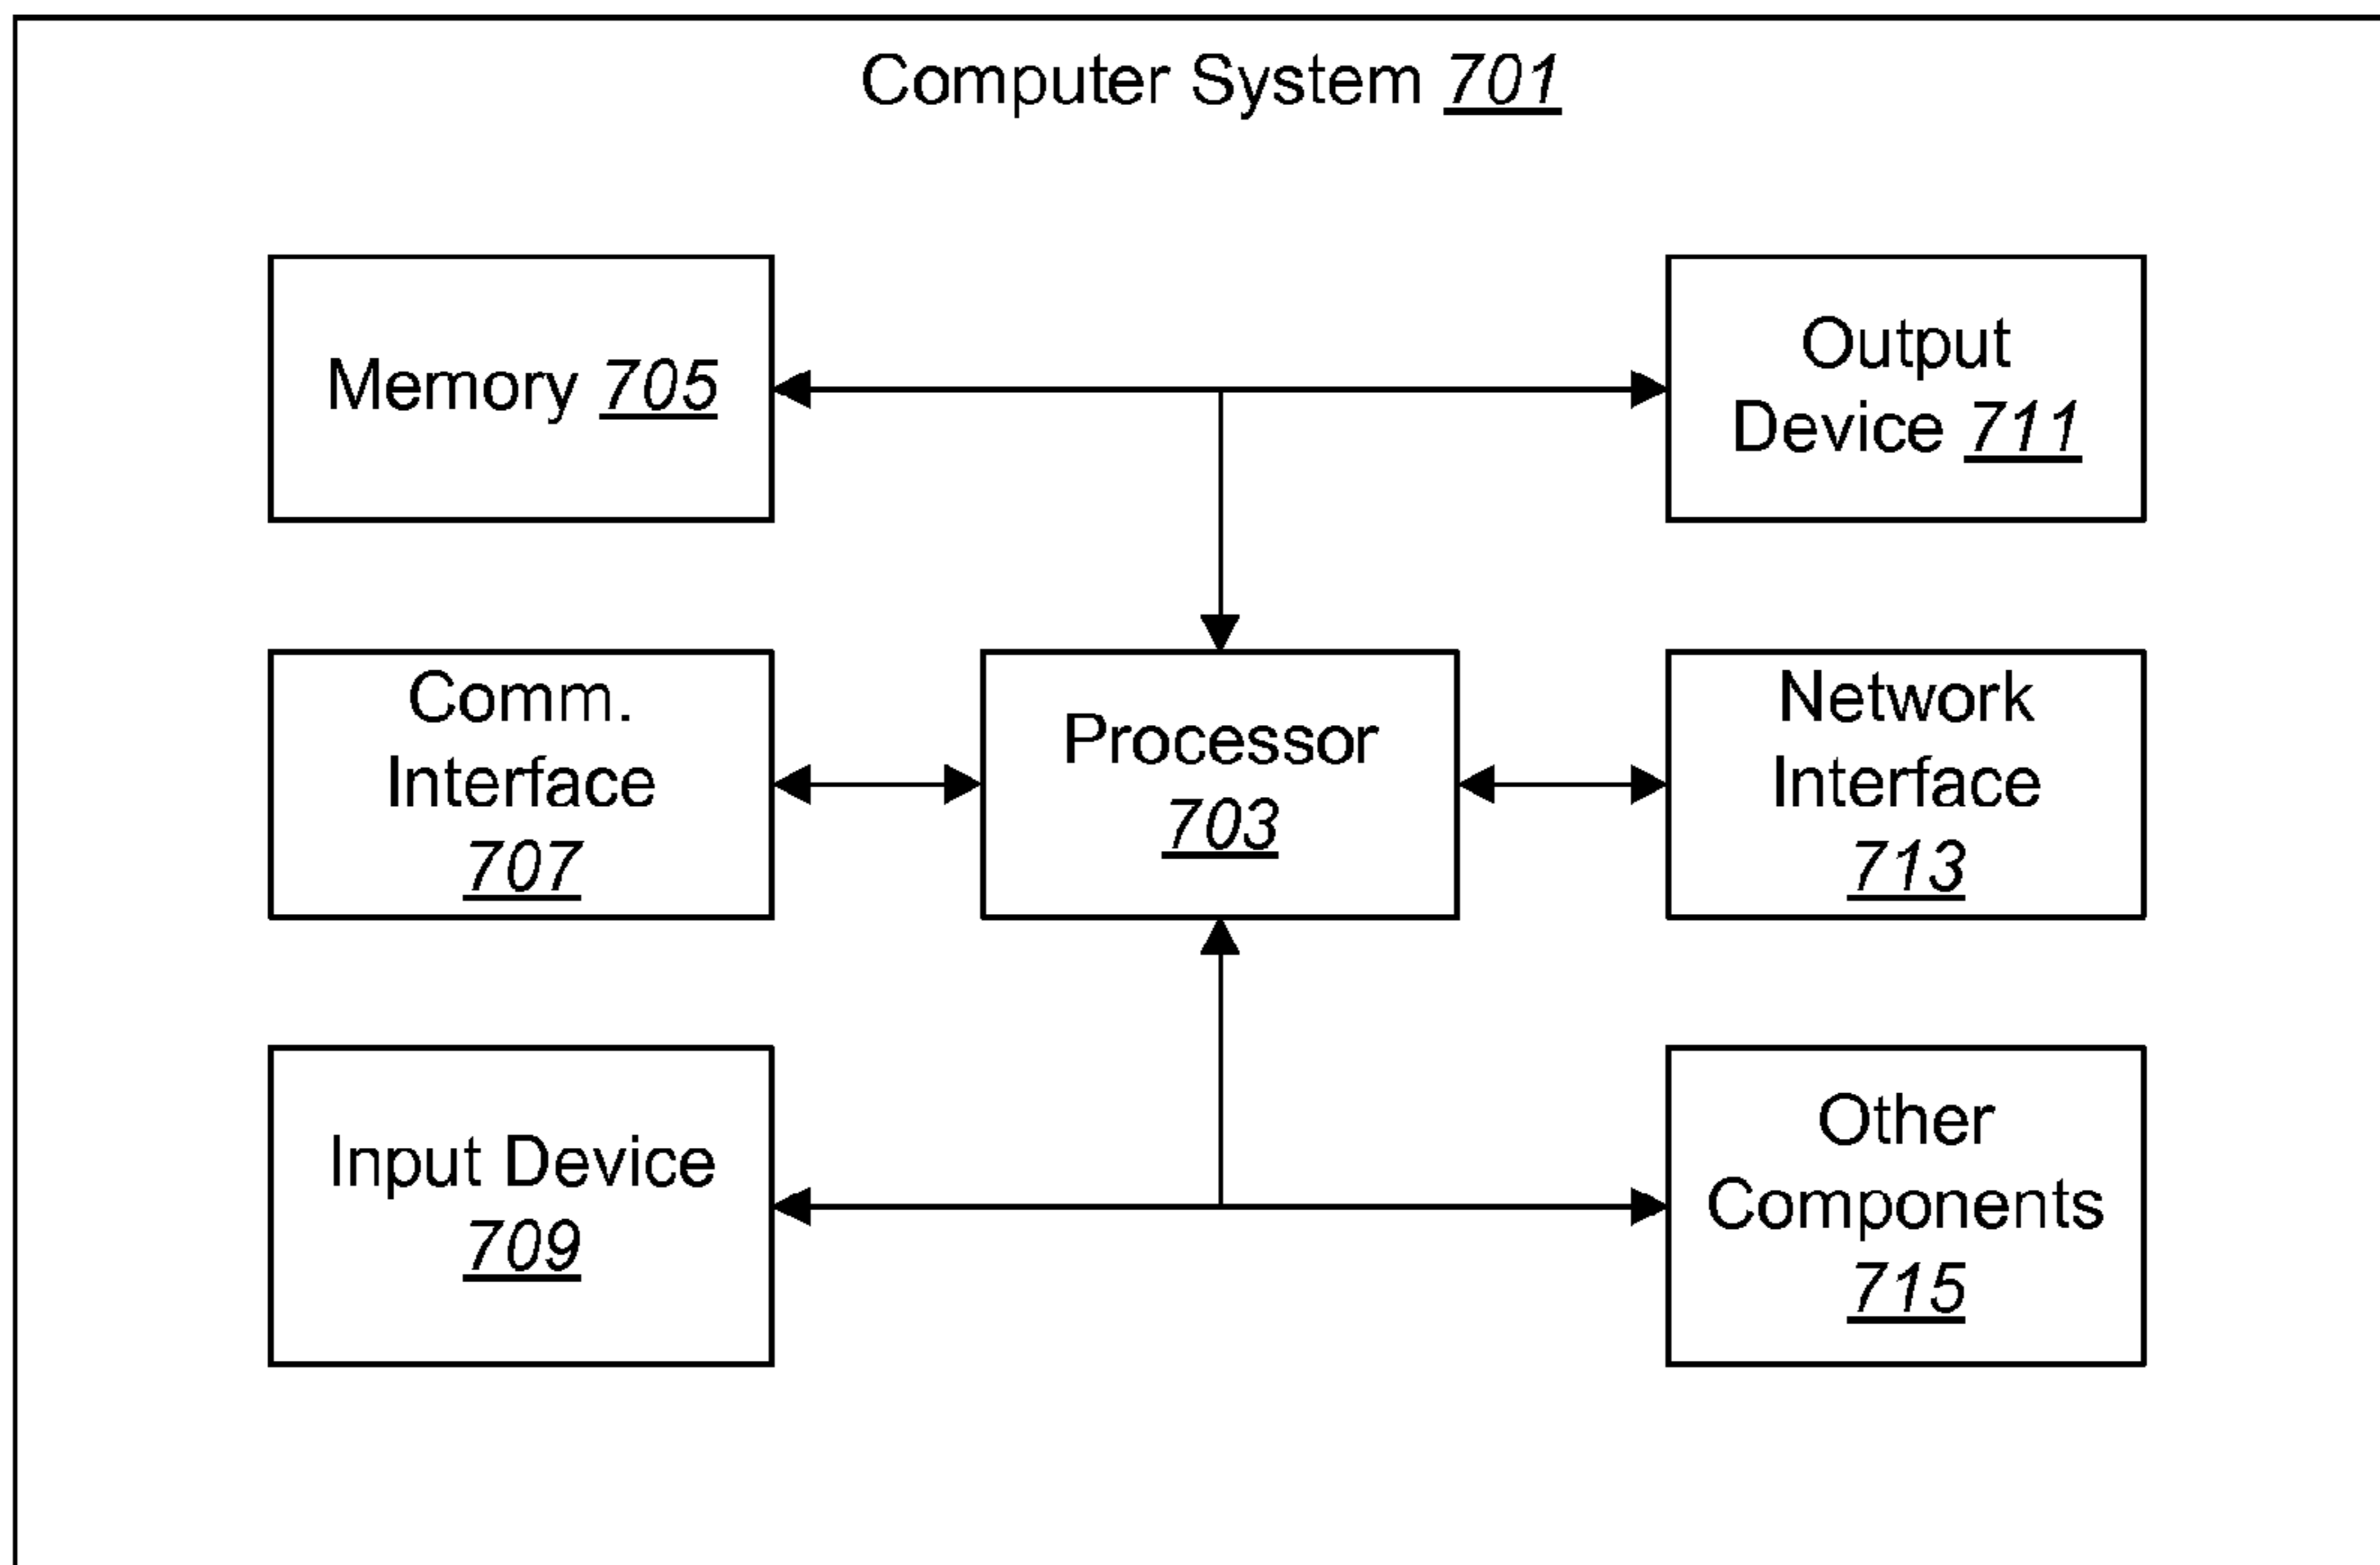 Computer System 701
Memory 705
Output
Device 711
Comm.
Interface
707
Processor
703
Network
Interface
713
Input Device
709
Other
Components
715